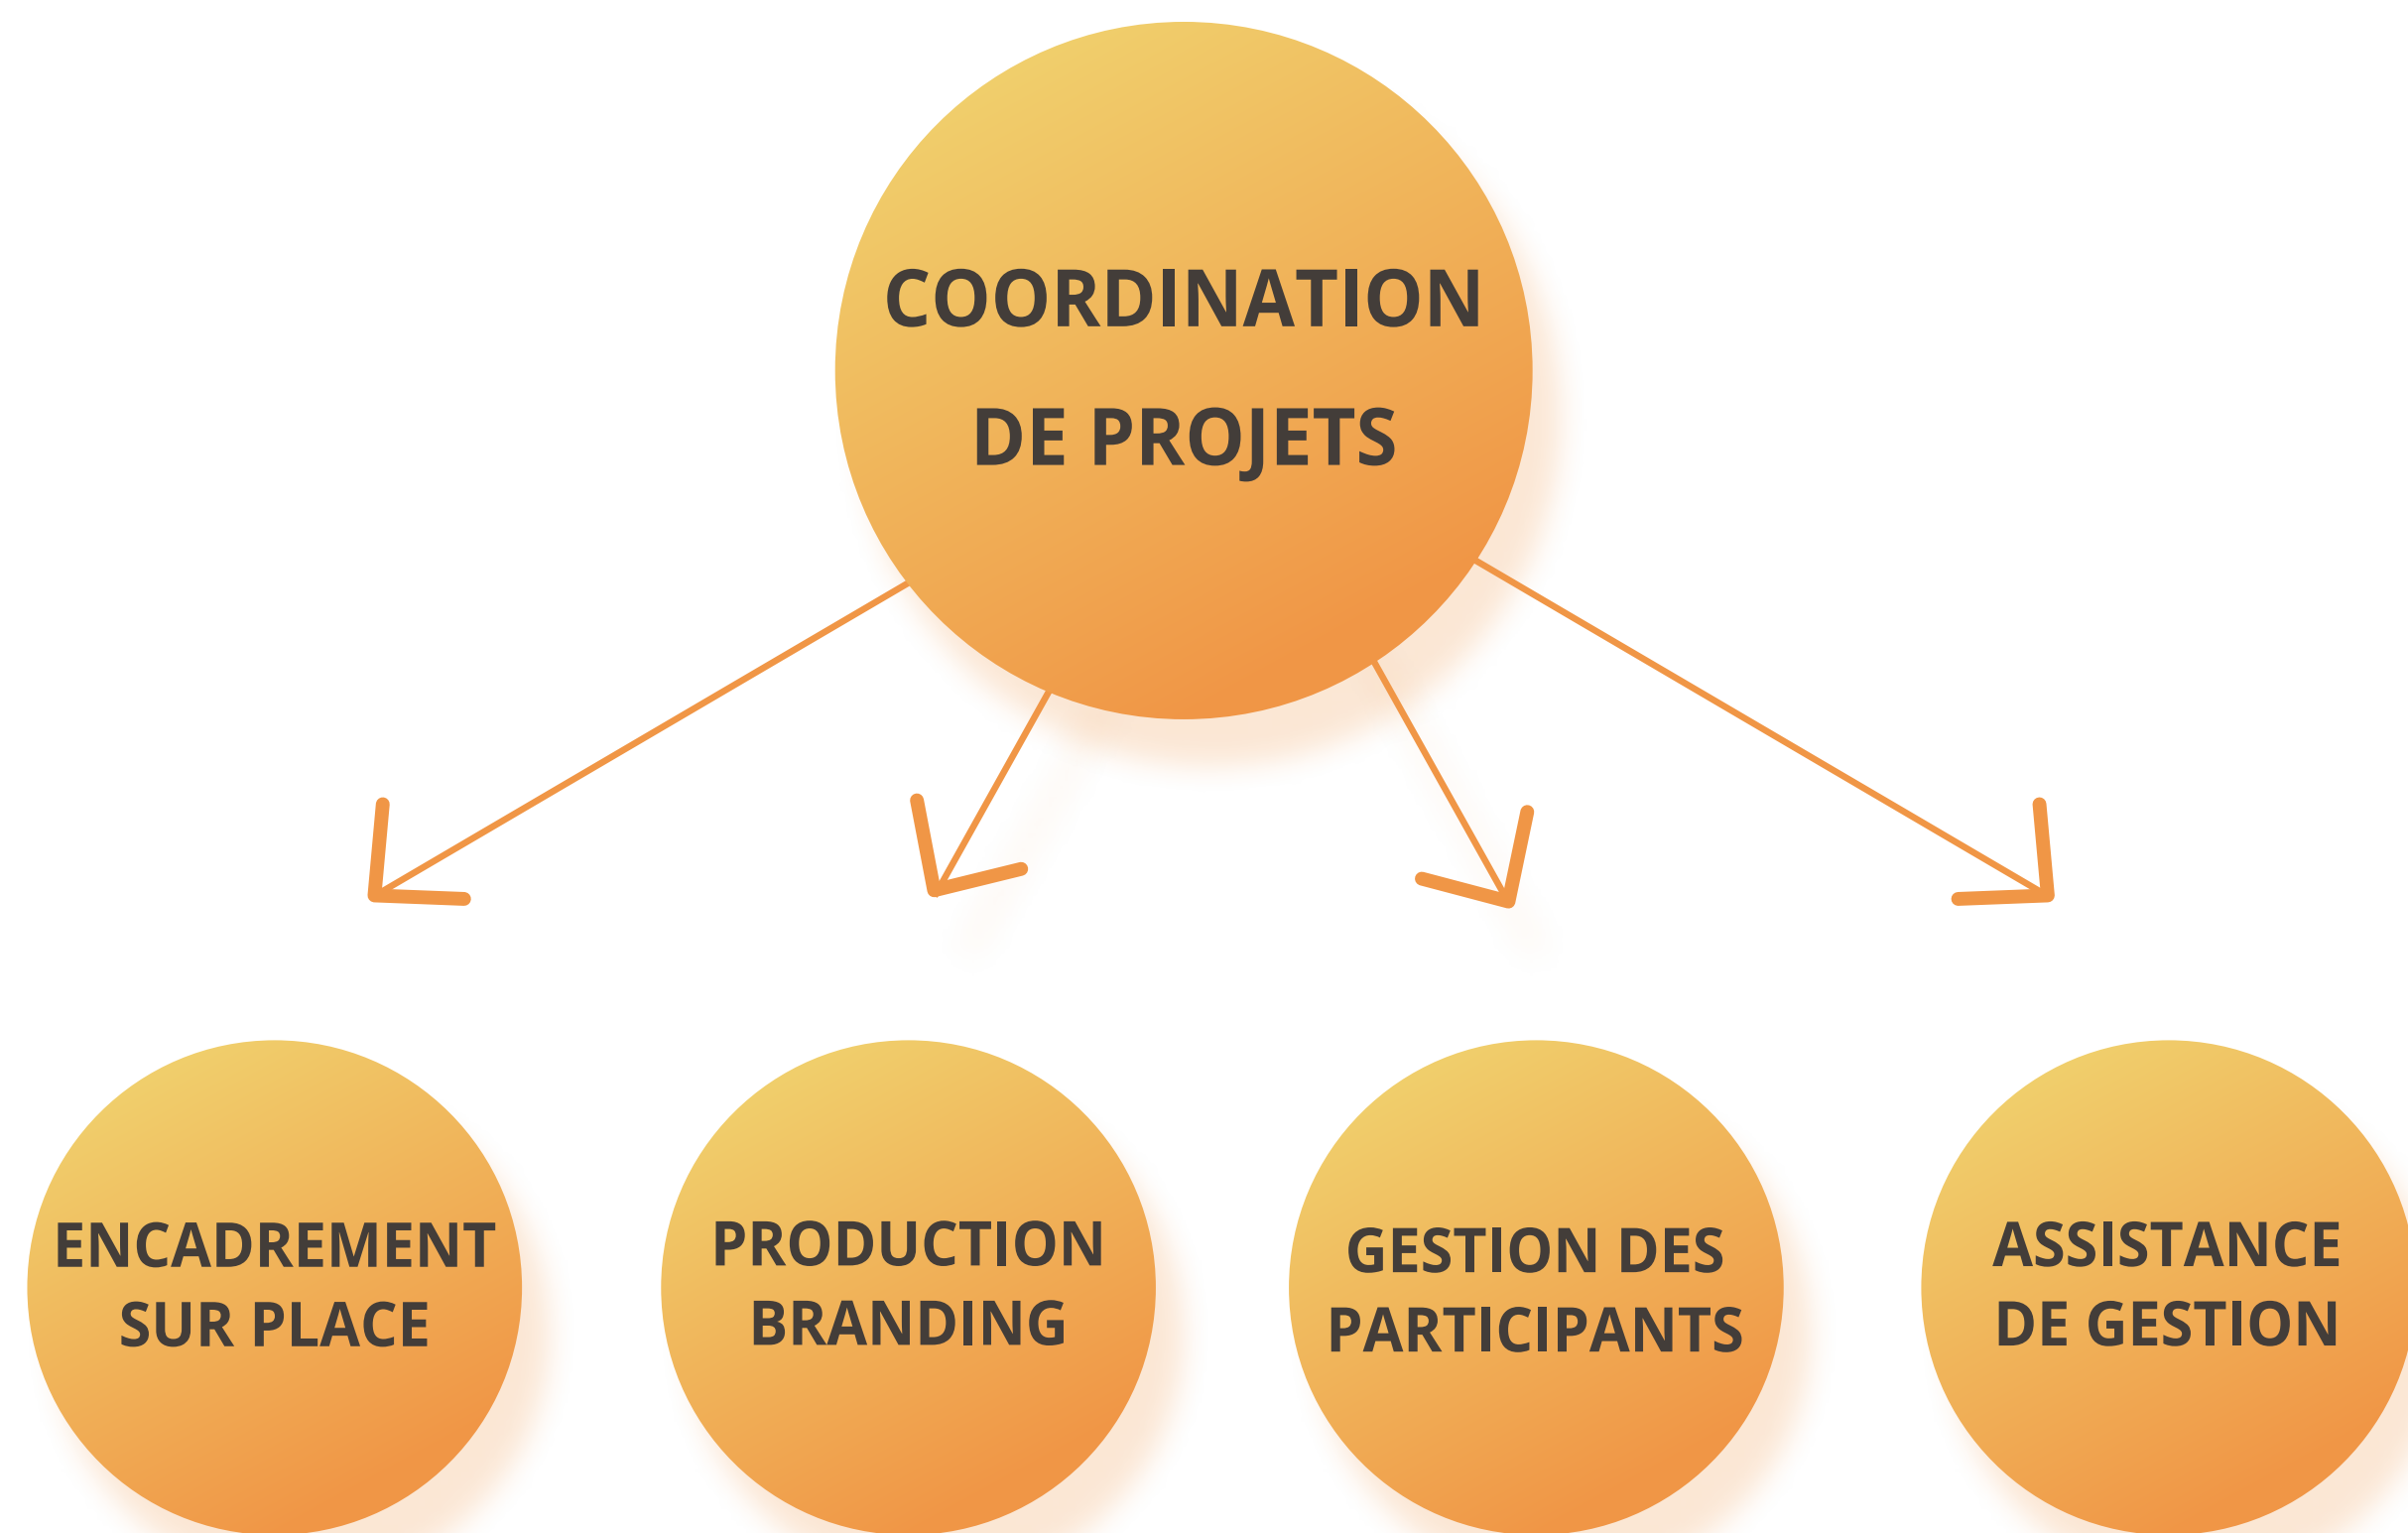 COORDINATION
DE PROJETS
ENCADREMENT
SUR PLACE
PRODUCTION
BRANDING
GESTION DES
PARTICIPANTS
ASSISTANCE
DE GESTION